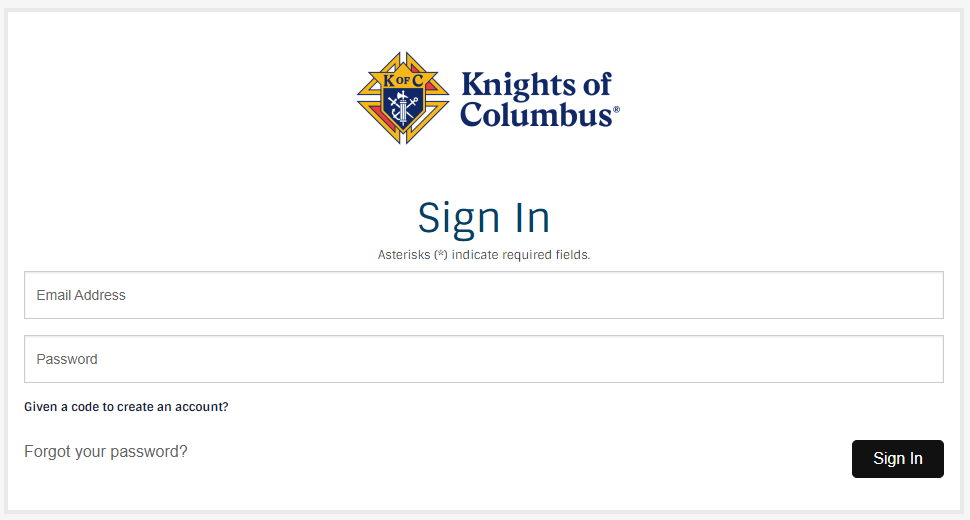 K OF C
Knights of
Columbus®
Sign In
Asterisks (*) indicate required fields.
Email Address
Password
Given a code to create an account?
Forgot your password?
Sign In